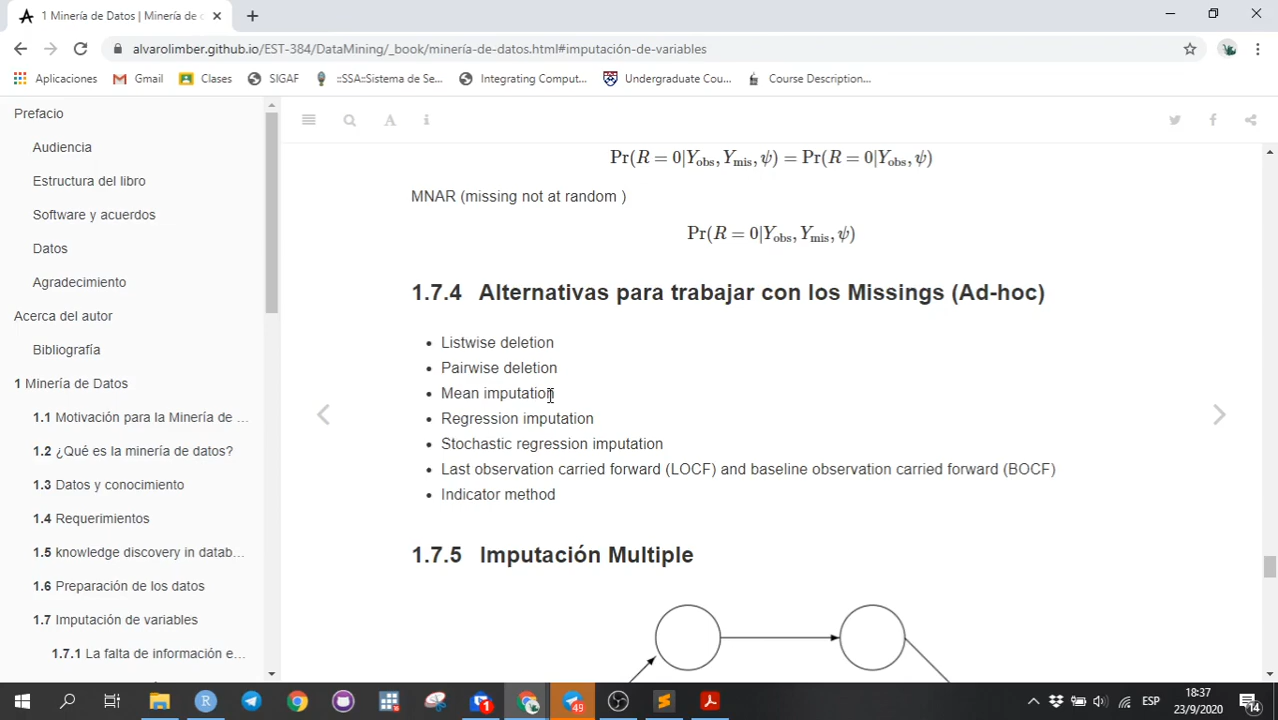 1 Minería de Datos | Minería de
alvarolimber.github.io/EST-384/DataMining/_book/minería-de-datos.html#imputación-de-variables
Aplicaciones
Gmail
Clases
SIGAF
::SSA::Sistema de Se...
Integrating Comput...
Undergraduate Cou...
Course Description...
Prefacio
Audiencia
Estructura del libro
Software y acuerdos
Datos
Agradecimiento
Acerca del autor
Bibliografía
1 Minería de Datos
1.1 Motivación para la Minería de ...
1.2 ¿Qué es la minería de datos?
1.3 Datos y conocimiento
1.4 Requerimientos
1.5 knowledge discovery in datab...
1.6 Preparación de los datos
1.7 Imputación de variables
1.7.1 La falta de información e...
Pr(R = 0|Yobs, Ymis, ψ) = Pr(R = 0|Yobs, ψ)
MNAR (missing not at random )
Pr(R = 0|Yobs, Ymis, ψ)
1.7.4 Alternativas para trabajar con los Missings (Ad-hoc)
• Listwise deletion
• Pairwise deletion
• Mean imputation
• Regression imputation
• Stochastic regression imputation
• Last observation carried forward (LOCF) and baseline observation carried forward (BOCF)
• Indicator method
1.7.5 Imputación Multiple
49
ESP
18:37
23/9/2020
14